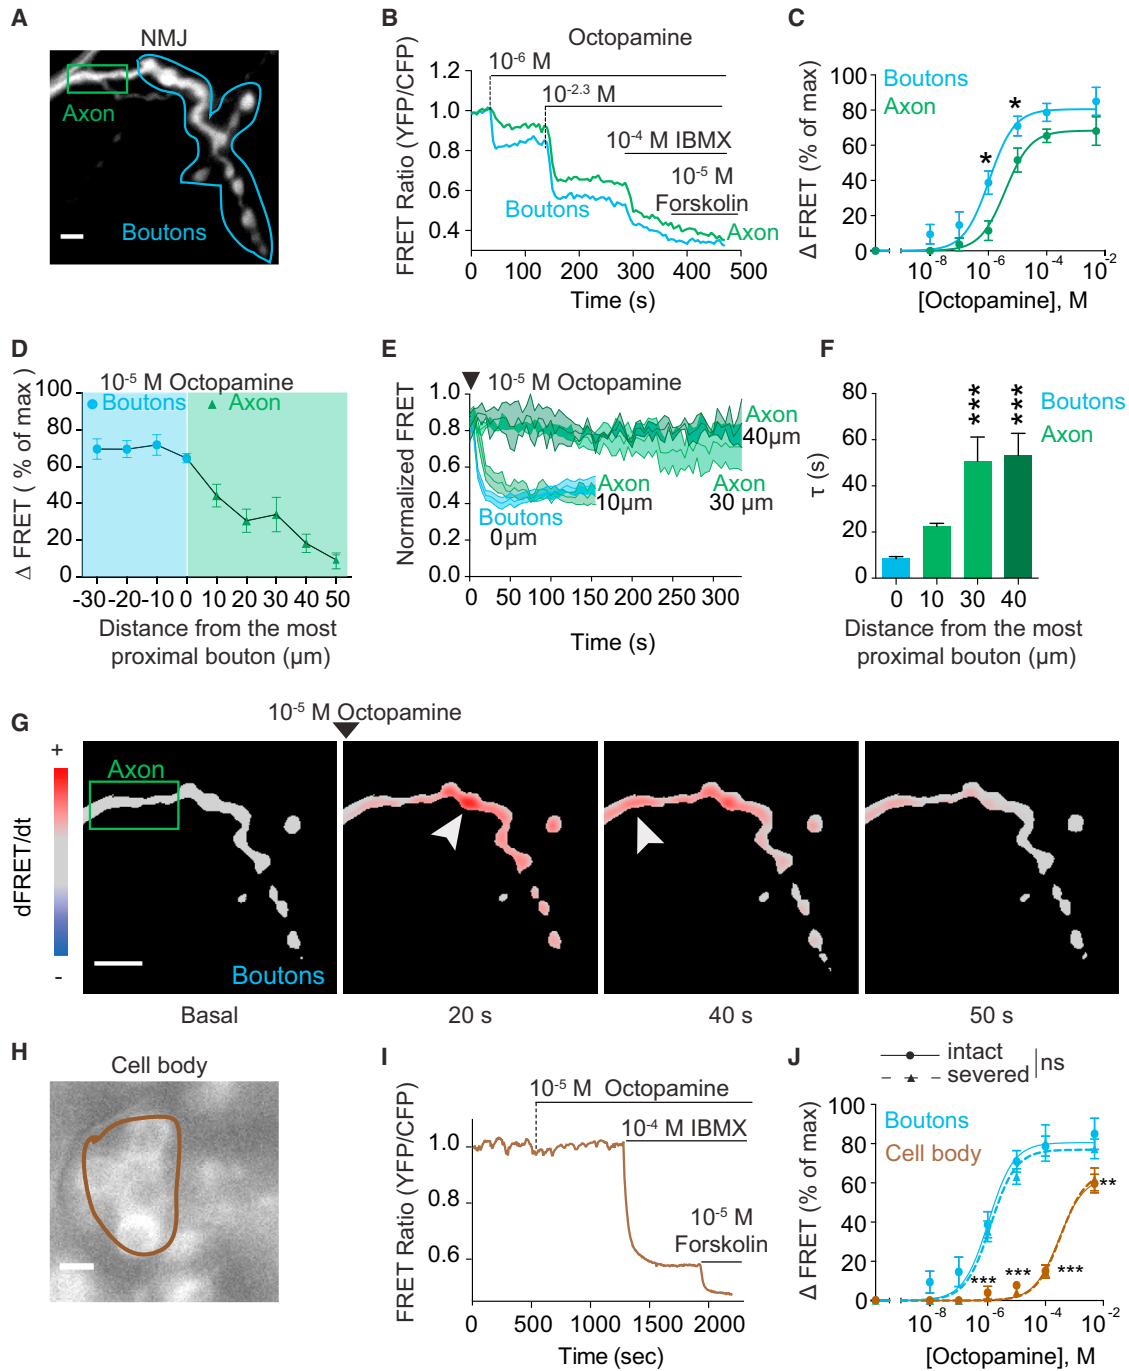 A
NMJ
Axon
Boutons
B
Octopamine
10-6 M
10-2.3 M
10-4 M IBMX
10-5 M
Forskolin
Boutons
Axon
FRET Ratio (YFP/CFP)
1.2
1.0
0.8
0.6
0.4
0 100 200 300 400 500
Time (s)
C
Boutons
Axon
*
*
Δ FRET (% of max)
100
80
60
40
20
0
10-8 10-6 10-4 10-2
[Octopamine], M
D
10-5 M Octopamine
Boutons
Axon
Δ FRET ( % of max )
100
80
60
40
20
0
-30 -20 -10 0 10 20 30 40 50
Distance from the most
proximal bouton (μm)
E
10-5 M Octopamine
Axon
40μm
Axon
10μm
Axon
30 μm
Boutons
0μm
Normalized FRET
1.0
0.8
0.6
0.4
0.2
0.0
0 50 100 150 200 250 300
Time (s)
F
***
***
Boutons
Axon
τ (s)
80
60
40
20
0
0 10 30 40
Distance from the most
proximal bouton (μm)
G
10-5 M Octopamine
+
-
dFRET/dt
Axon
Boutons
Basal
20 s
40 s
50 s
H
Cell body
I
10-5 M Octopamine
10-4 M IBMX
10-5 M
Forskolin
FRET Ratio (YFP/CFP)
1.0
0.6
0 500 1000 1500 2000
Time (sec)
J
intact
severed
ns
Boutons
Cell body
**
***
***
***
Δ FRET (% of max)
100
80
60
40
20
0
10-8 10-6 10-4 10-2
[Octopamine], M